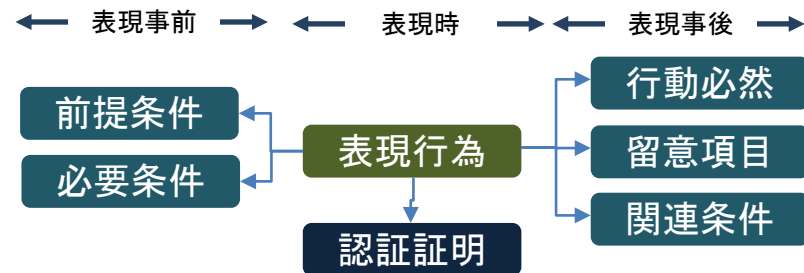 表現事前
表現時
表現事後
前提条件
必要条件
表現行為
認証証明
行動必然
留意項目
関連条件